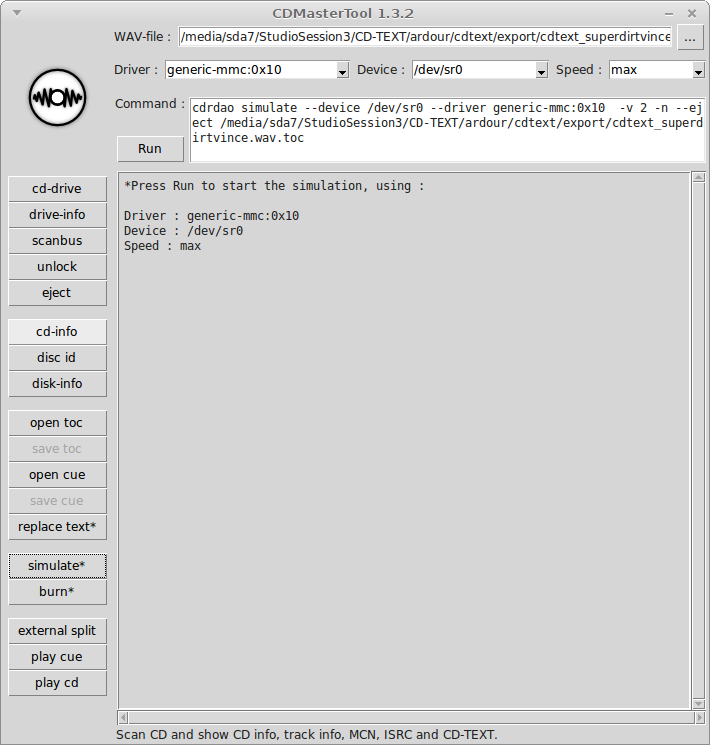 CDMasterTool 1.3.2
WAV-file : /media/sda7/StudioSession3/CD-TEXT/ardour/cdtext/export/cdtext_superdirtvince ...
Driver : generic-mmc:0x10 Device : /dev/sr0 Speed : max
WOM
Command : cdrdao simulate --device /dev/sr0 --driver generic-mmc:0x10  -v 2 -n --ej
ect /media/sda7/StudioSession3/CD-TEXT/ardour/cdtext/export/cdtext_superd
irtvince.wav.toc
Run
cd-drive
drive-info
scanbus
unlock
eject
cd-info
disc id
disk-info
open toc
save toc
open cue
save cue
replace text*
simulate*
burn*
external split
play cue
play cd
*Press Run to start the simulation, using :
Driver : generic-mmc:0x10
Device : /dev/sr0
Speed : max
Scan CD and show CD info, track info, MCN, ISRC and CD-TEXT.